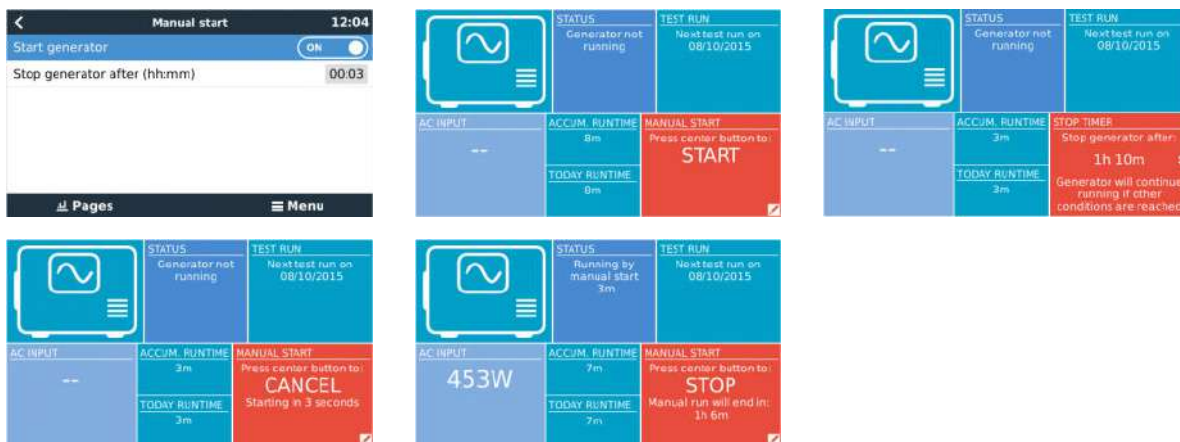 Manual start
12:04
Start generator
ON
Stop generator after (hh:mm)
00:03
Pages
Menu
STATUS
Generator not
running
TEST RUN
Next test run on
08/10/2015
AC INPUT
--
ACCUM. RUNTIME
8m
TODAY RUNTIME
8m
MANUAL START
Press center button to:
START
STATUS
Generator not
running
TEST RUN
Next test run on
08/10/2015
AC INPUT
--
ACCUM. RUNTIME
3m
TODAY RUNTIME
3m
STOP TIMER
Stop generator after:
1h 10m
Generator will continue
running if other
conditions are reached
STATUS
Generator not
running
TEST RUN
Next test run on
08/10/2015
AC INPUT
--
ACCUM. RUNTIME
3m
TODAY RUNTIME
3m
MANUAL START
Press center button to:
CANCEL
Starting in 3 seconds
STATUS
Running by
manual start
3m
TEST RUN
Next test run on
08/10/2015
AC INPUT
453W
ACCUM. RUNTIME
7m
TODAY RUNTIME
7m
MANUAL START
Press center button to:
STOP
Manual run will end in:
1h 6m